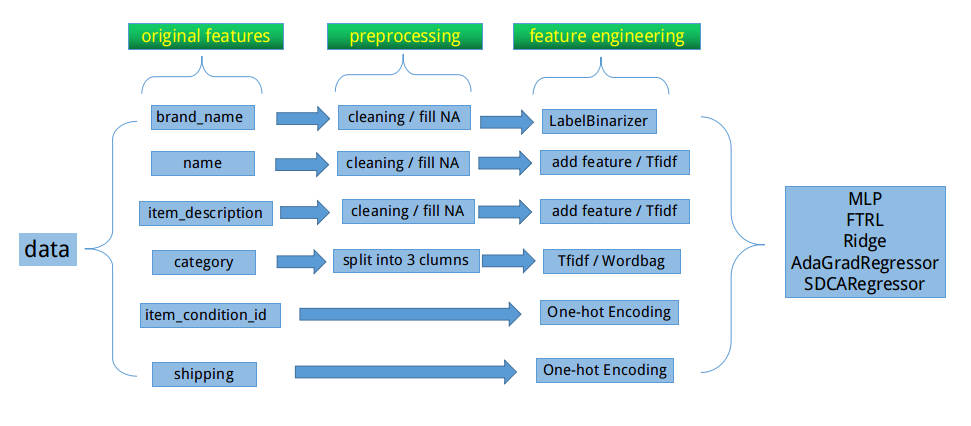 original features
preprocessing
feature engineering
brand_name
cleaning / fill NA
LabelBinarizer
name
cleaning / fill NA
add feature / Tfidf
item_description
cleaning / fill NA
add feature / Tfidf
data
category
split into 3 clumns
Tfidf / Wordbag
item_condition_id
One-hot Encoding
shipping
One-hot Encoding
MLP
FTRL
Ridge
AdaGradRegressor
SDCARegressor